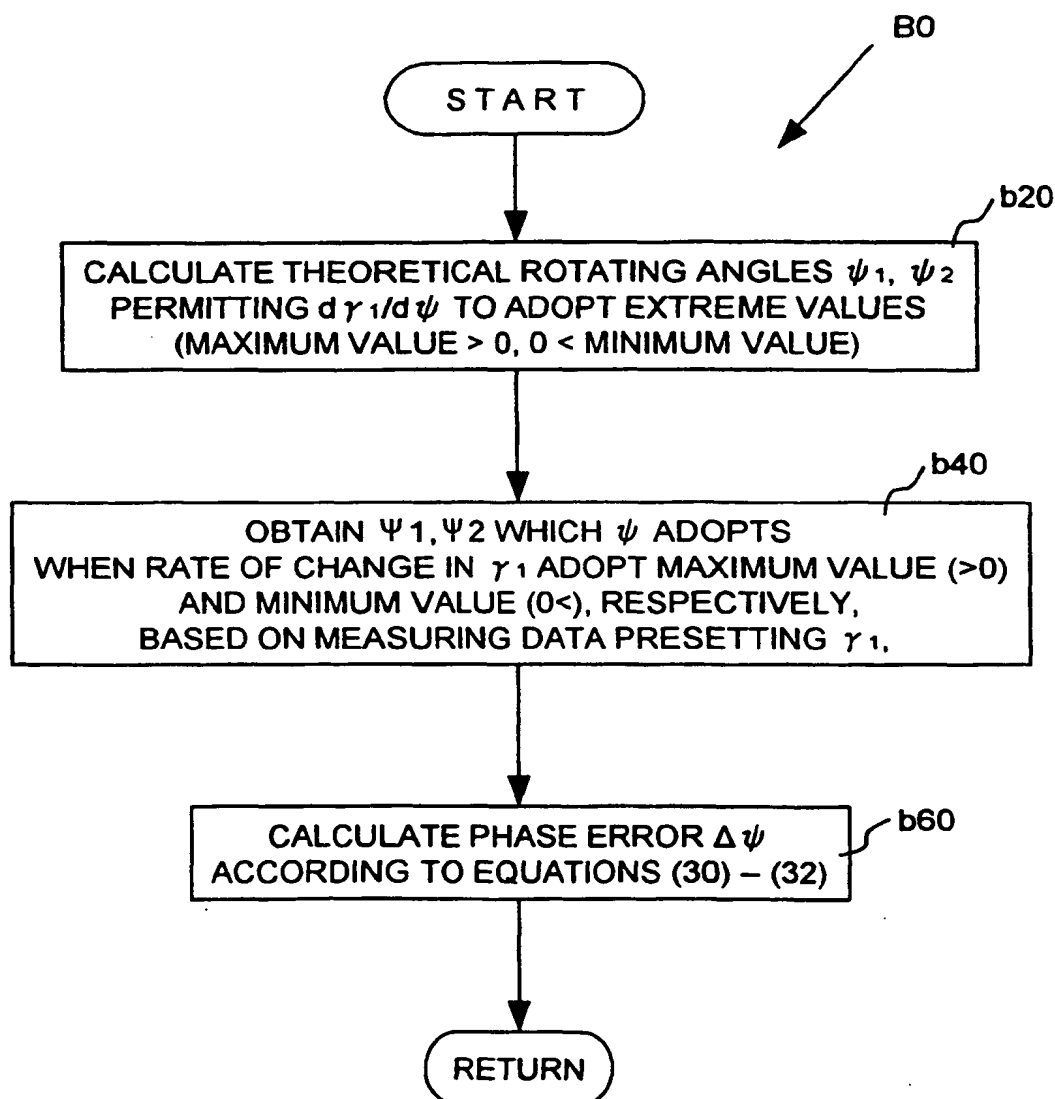 B0
START
b20
CALCULATE THEORETICAL ROTATING ANGLES ψ1, ψ2
PERMITTING dγ1/dψ TO ADOPT EXTREME VALUES
(MAXIMUM VALUE > 0, 0 < MINIMUM VALUE)
b40
OBTAIN Ψ1,Ψ2 WHICH ψ ADOPTS
WHEN RATE OF CHANGE IN γ1 ADOPT MAXIMUM VALUE (>0)
AND MINIMUM VALUE (0<), RESPECTIVELY,
BASED ON MEASURING DATA PRESETTING γ1.
b60
CALCULATE PHASE ERROR Δψ
ACCORDING TO EQUATIONS (30) – (32)
RETURN